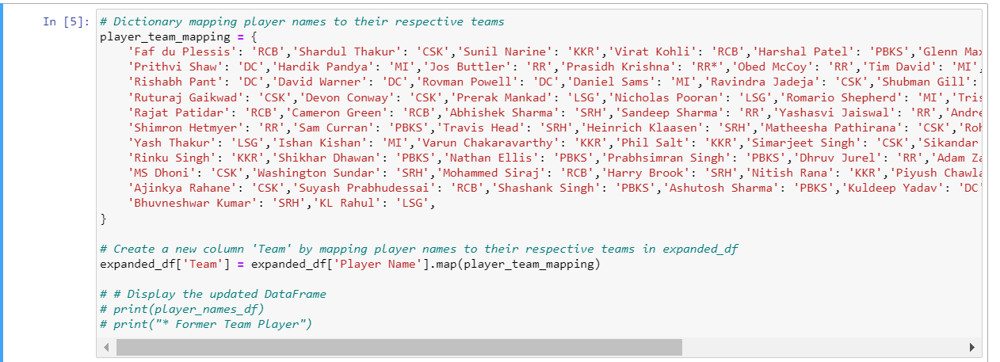 In [5]: # Dictionary mapping player names to their respective teams
player_team_mapping = {
'Faf du Plessis': 'RCB','Shardul Thakur': 'CSK','Sunil Narine': 'KKR','Virat Kohli': 'RCB','Harshal Patel': 'PBKS','Glenn Max
'Prithvi Shaw': 'DC','Hardik Pandya': 'MI','Jos Buttler': 'RR','Prasidh Krishna': 'RR*','Obed McCoy': 'RR','Tim David': 'MI',
'Rishabh Pant': 'DC','David Warner': 'DC','Rovman Powell': 'DC','Daniel Sams': 'MI','Ravindra Jadeja': 'CSK','Shubman Gill':
'Ruturaj Gaikwad': 'CSK','Devon Conway': 'CSK','Prerak Mankad': 'LSG','Nicholas Pooran': 'LSG','Romario Shepherd': 'MI','Tris
'Rajat Patidar': 'RCB','Cameron Green': 'RCB','Abhishek Sharma': 'SRH','Sandeep Sharma': 'RR','Yashasvi Jaiswal': 'RR','Andre
'Shimron Hetmyer': 'RR','Sam Curran': 'PBKS','Travis Head': 'SRH','Heinrich Klaasen': 'SRH','Matheesha Pathirana': 'CSK','Roh
'Yash Thakur': 'LSG','Ishan Kishan': 'MI','Varun Chakaravarthy': 'KKR','Phil Salt': 'KKR','Simarjeet Singh': 'CSK','Sikandar
'Rinku Singh': 'KKR','Shikhar Dhawan': 'PBKS','Nathan Ellis': 'PBKS','Prabhsimran Singh': 'PBKS','Dhruv Jurel': 'RR','Adam Za
'MS Dhoni': 'CSK','Washington Sundar': 'SRH','Mohammed Siraj': 'RCB','Harry Brook': 'SRH','Nitish Rana': 'KKR','Piyush Chawla
'Ajinkya Rahane': 'CSK','Suyash Prabhudessai': 'RCB','Shashank Singh': 'PBKS','Ashutosh Sharma': 'PBKS','Kuldeep Yadav': 'DC'
'Bhuvneshwar Kumar': 'SRH','KL Rahul': 'LSG',
}
# Create a new column 'Team' by mapping player names to their respective teams in expanded_df
expanded_df['Team'] = expanded_df['Player Name'].map(player_team_mapping)
# # Display the updated DataFrame
# print(player_names_df)
# print("* Former Team Player")